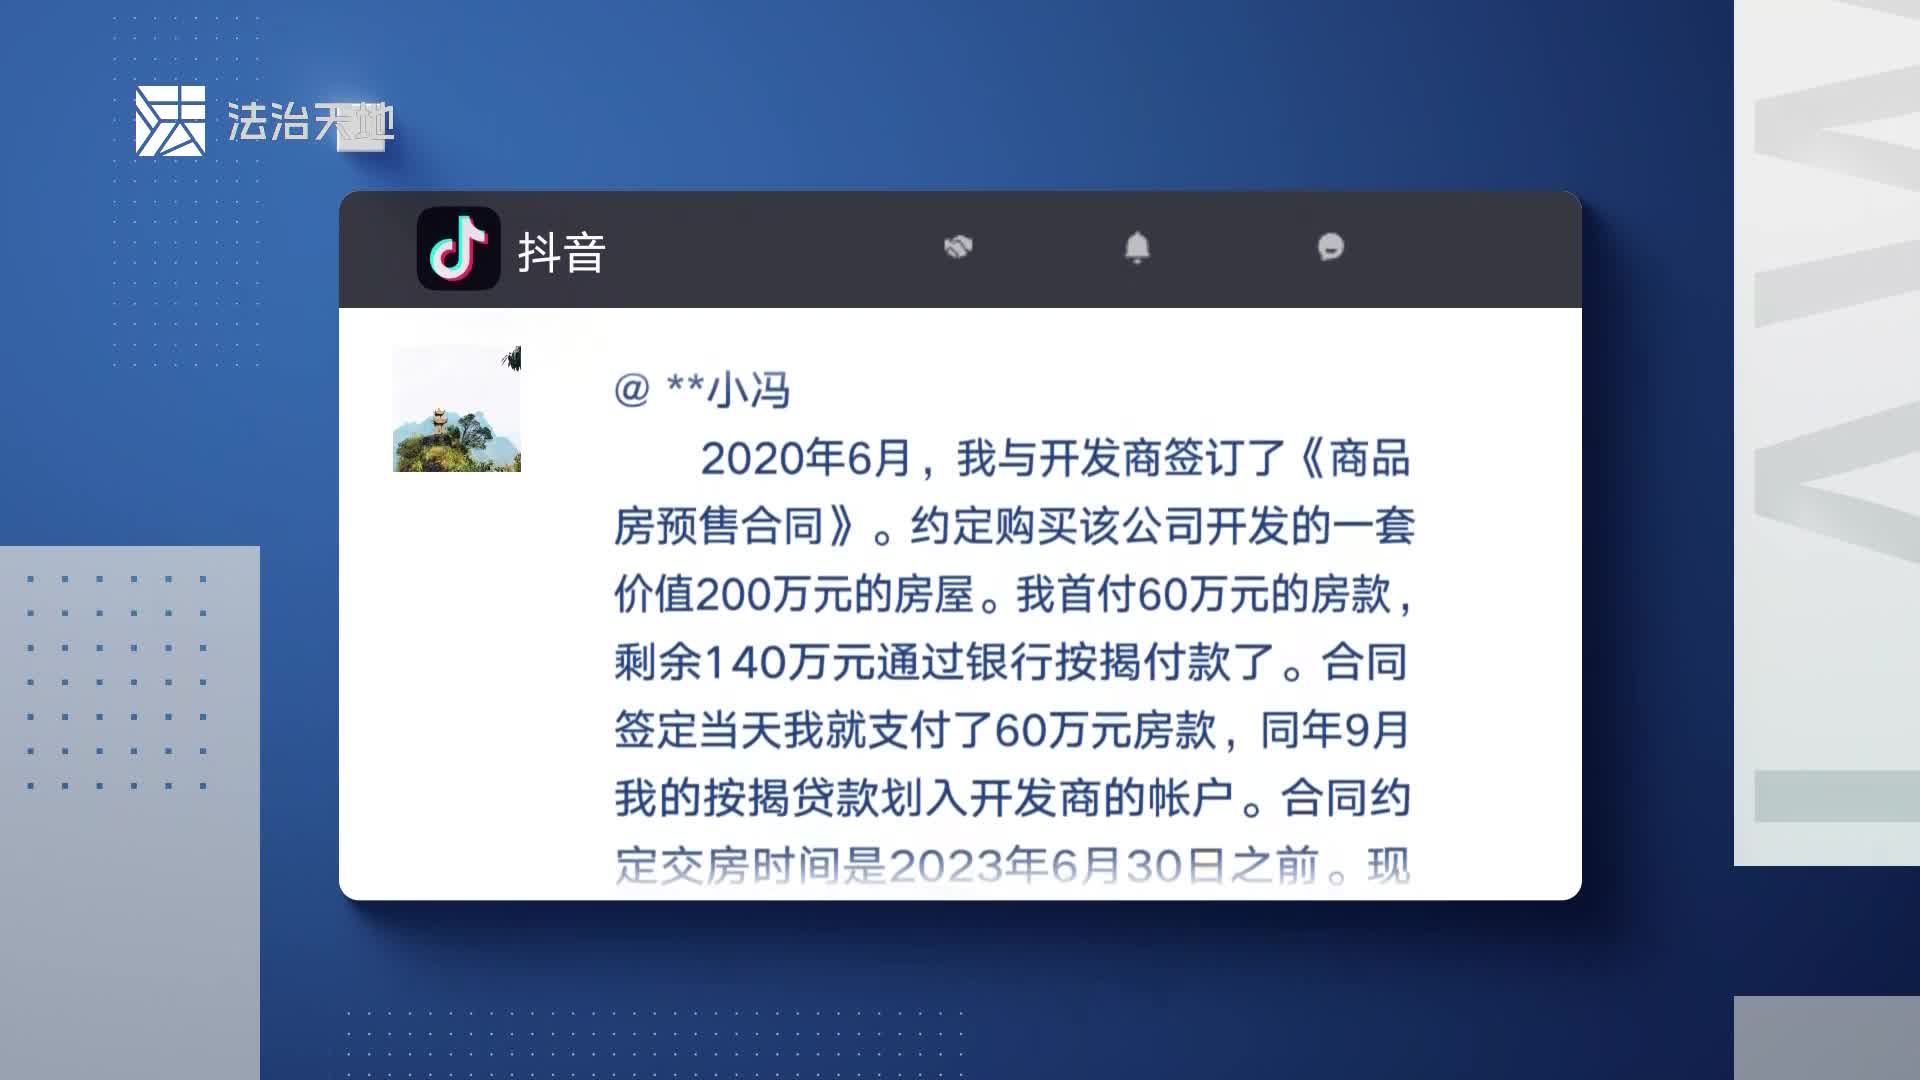 法治天地
抖音
@ **小冯
2020年6月，我与开发商签订了《商品
房预售合同》。约定购买该公司开发的一套
价值200万元的房屋。我首付60万元的房款，
剩余140万元通过银行按揭付款了。合同
签定当天我就支付了60万元房款，同年9月
我的按揭贷款划入开发商的帐户。合同约
定交房时间是2023年6月30日之前。现